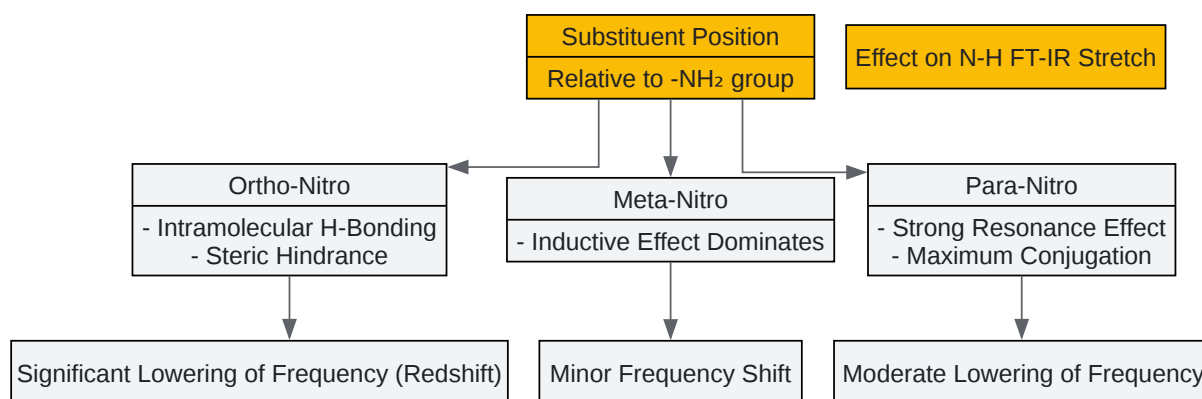 Substituent Position
Relative to -NH₂ group
Effect on N-H FT-IR Stretch
Ortho-Nitro
- Intramolecular H-Bonding
- Steric Hindrance
Meta-Nitro
- Inductive Effect Dominates
Para-Nitro
- Strong Resonance Effect
- Maximum Conjugation
Significant Lowering of Frequency (Redshift)
Minor Frequency Shift
Moderate Lowering of Frequency